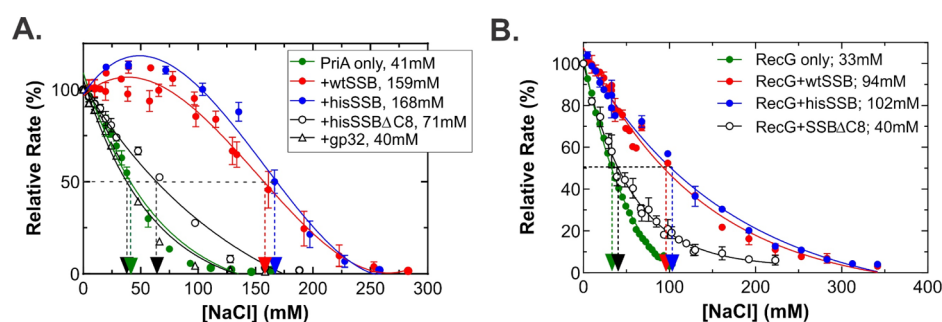 A.
Relative Rate (%)
100
50
0
0
50
100
150
200
250
300
[NaCl] (mM)
PriA only, 41mM
+wtSSB, 159mM
+hisSSB, 168mM
+hisSSBΔC8, 71mM
+gp32, 40mM
B.
Relative Rate (%)
100
80
60
40
20
0
0
100
200
300
400
[NaCl] (mM)
RecG only; 33mM
RecG+wtSSB; 94mM
RecG+hisSSB; 102mM
RecG+SSBΔC8; 40mM